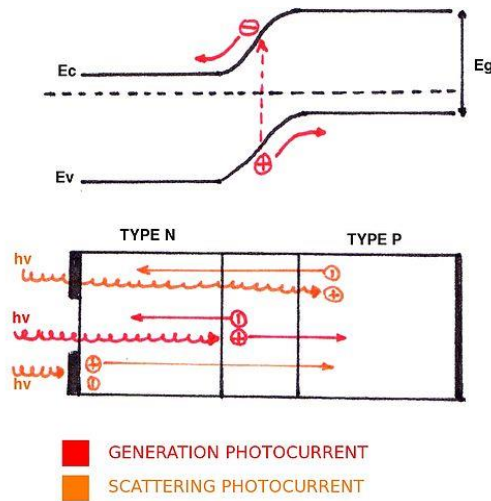 Ec
Eg
Ev
TYPE N
TYPE P
hv
hv
hv
GENERATION PHOTOCURRENT
SCATTERING PHOTOCURRENT